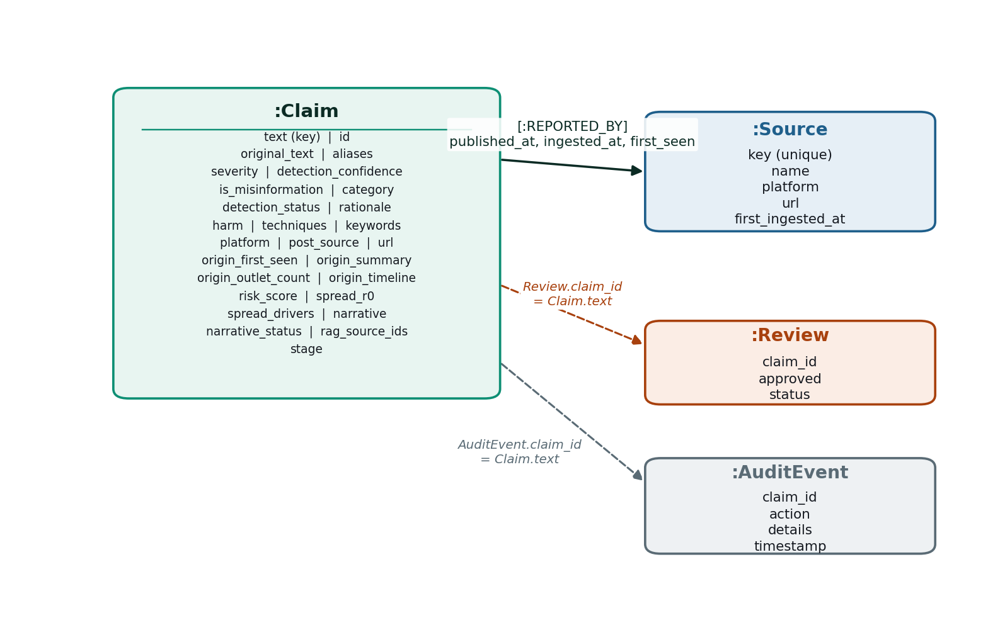 :Claim
text (key)  |  id
original_text  |  aliases
severity  |  detection_confidence
is_misinformation  |  category
detection_status  |  rationale
harm  |  techniques  |  keywords
platform  |  post_source  |  url
origin_first_seen  |  origin_summary
origin_outlet_count  |  origin_timeline
risk_score  |  spread_r0
spread_drivers  |  narrative
narrative_status  |  rag_source_ids
stage
[:REPORTED_BY]
published_at, ingested_at, first_seen
:Source
key (unique)
name
platform
url
first_ingested_at
Review.claim_id
= Claim.text
:Review
claim_id
approved
status
AuditEvent.claim_id
= Claim.text
:AuditEvent
claim_id
action
details
timestamp